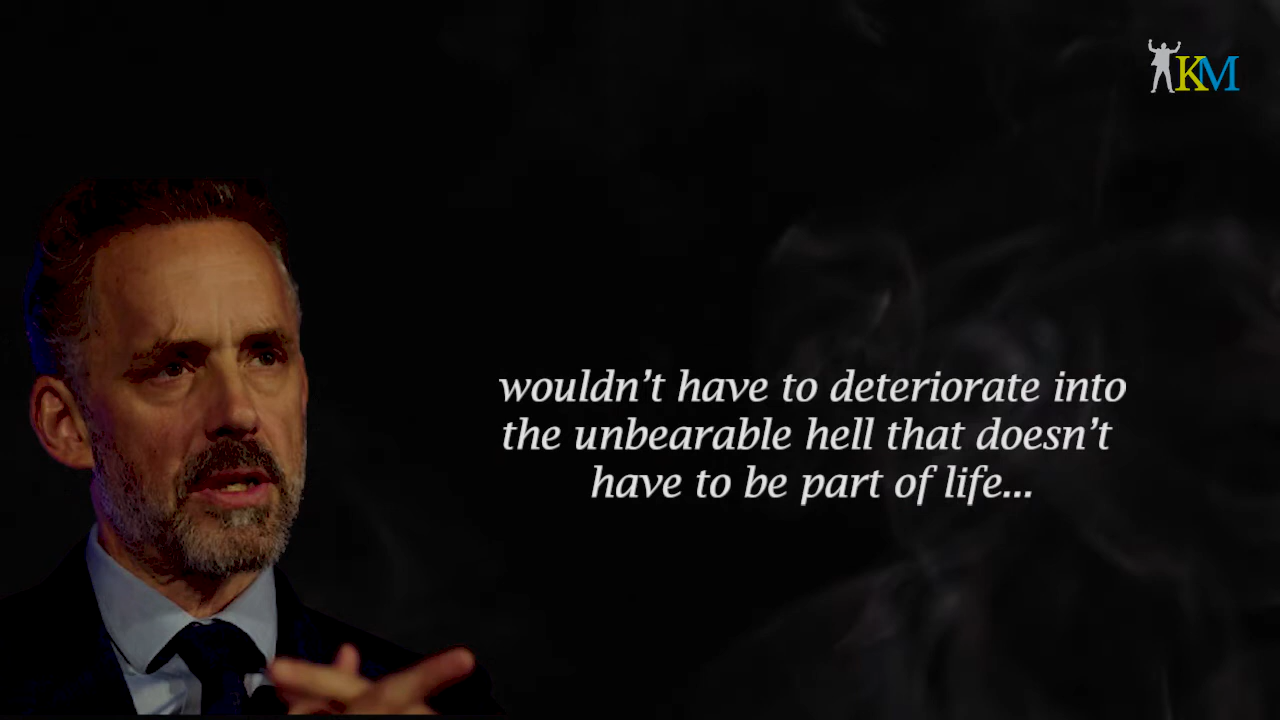 KM
wouldn’t have to deteriorate into
the unbearable hell that doesn’t
have to be part of life...